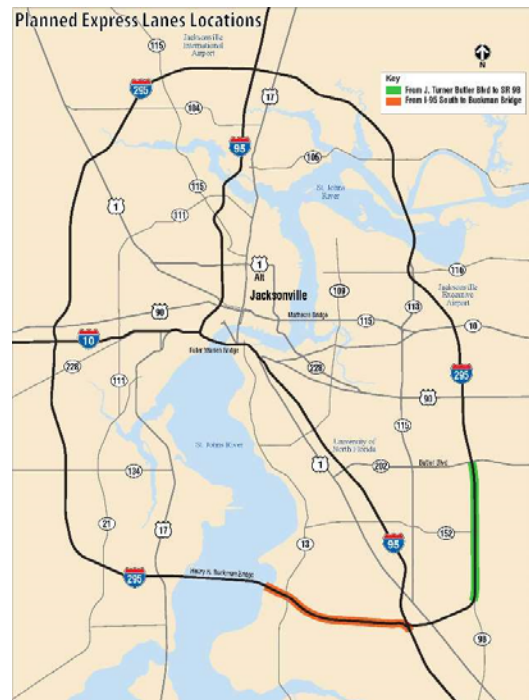 Planned Express Lanes Locations
Jacksonville
International
Airport
115
N
295
17
Key
From J. Turner Butler Blvd to SR 9B
From I-95 South to Buckman Bridge
104
95
105
St. Johns
River
1
115
111
1
Alt
116
Jacksonville
109
113
Jacksonville
Executive
Airport
90
Mathews Bridge
115
10
10
Fuller Warren Bridge
228
228
295
111
90
115
St. Johns River
University of
North Florida
1
202
Butler Blvd
134
21
17
13
95
152
295
Henry H. Buckman Bridge
9B